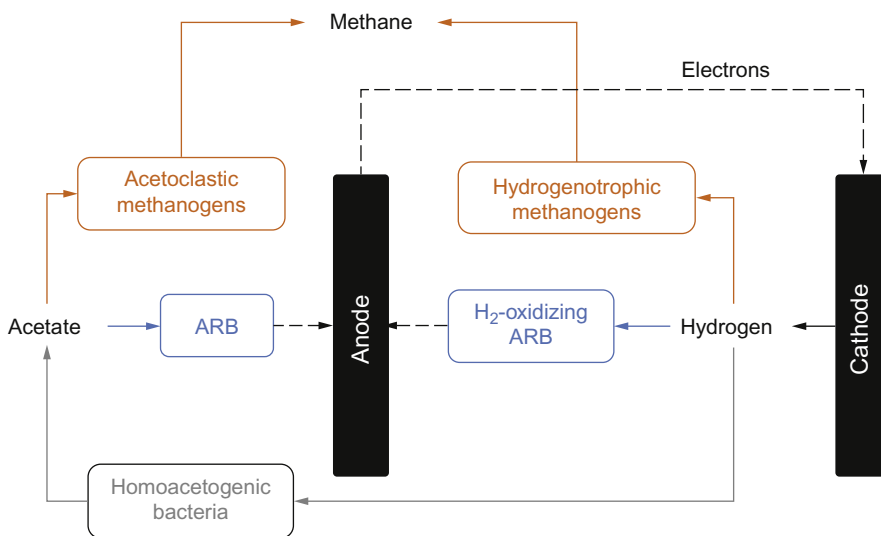 Methane
Electrons
Acetoclastic
methanogens
Hydrogenotrophic
methanogens
Acetate
ARB
Anode
H₂-oxidizing
ARB
Hydrogen
Cathode
Homoacetogenic
bacteria